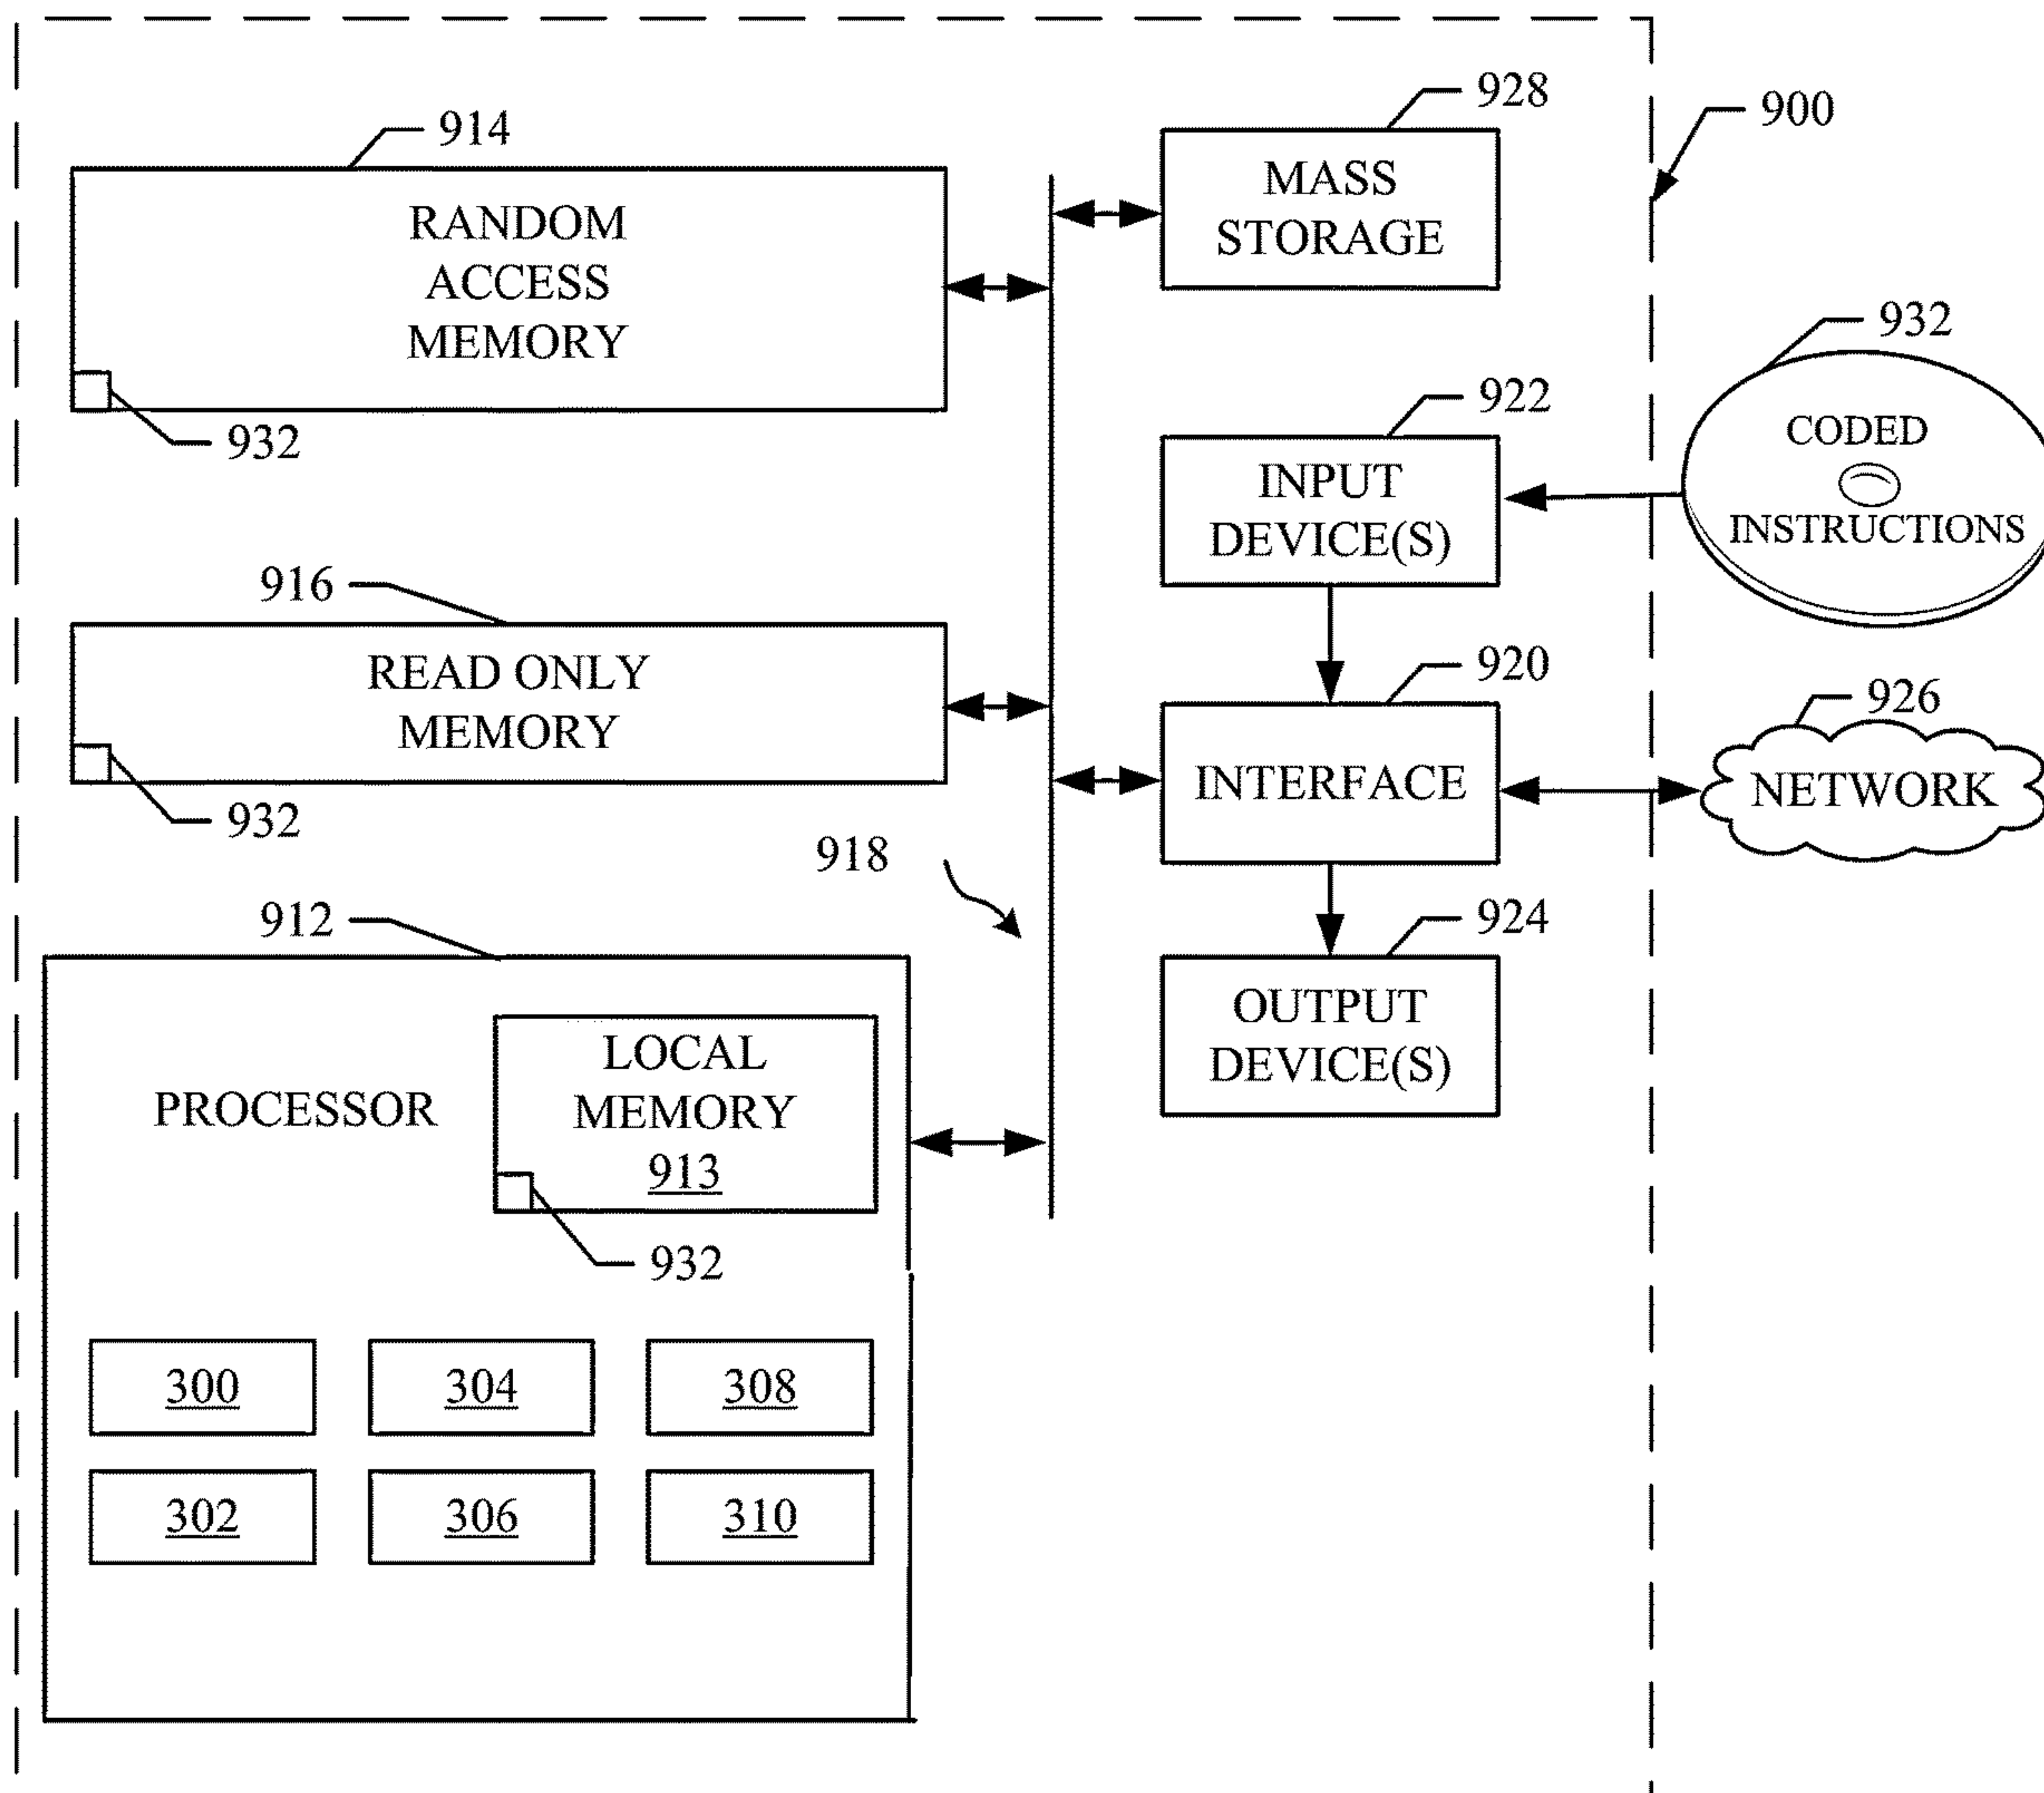 928
900
914
MASS
STORAGE
RANDOM
ACCESS
MEMORY
932
932
922
CODED
INSTRUCTIONS
INPUT
DEVICE(S)
916
READ ONLY
MEMORY
932
920
926
INTERFACE
NETWORK
918
912
924
OUTPUT
DEVICE(S)
PROCESSOR
LOCAL
MEMORY
913
932
300
304
308
302
306
310